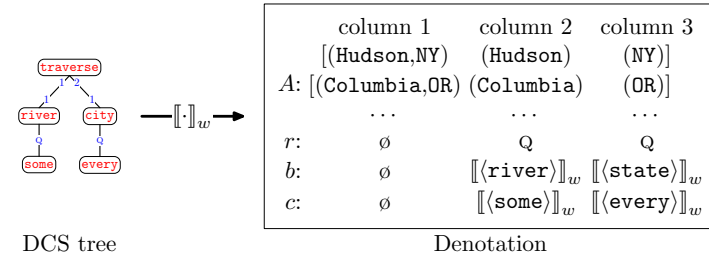 column 1 column 2 column 3
[(Hudson,NY) (Hudson) (NY)]
A: [(Columbia,OR) (Columbia) (OR)]
... ... ...
r: ø Q Q
b: ø ⟦⟨river⟩⟧w ⟦⟨state⟩⟧w
c: ø ⟦⟨some⟩⟧w ⟦⟨every⟩⟧w
traverse
1 2
1 1
river city
Q Q
some every
⟦·⟧w
DCS tree Denotation